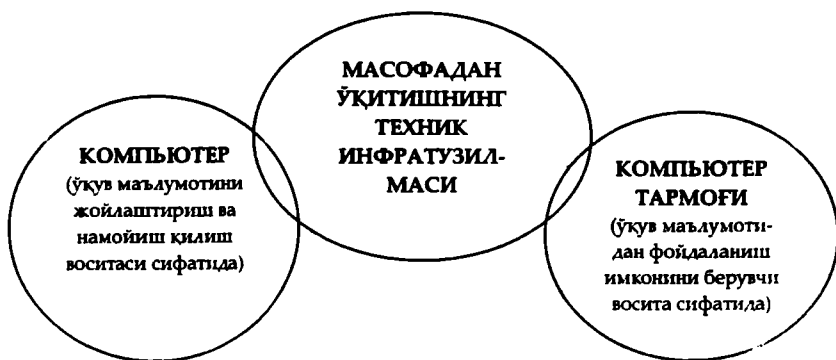 МАСОФАДАН
ЎҚИТИШНИНГ
ТЕХНИК
ИНФРАТУЗИЛ-
МАСИ
КОМПЬЮТЕР
(ўқув маълумотини
жойлаштириш ва
намойиш қилиш
воситаси сифатида)
КОМПЬЮТЕР
ТАРМОҒИ
(ўқув маълумоти-
дан фойдаланиш
имконини берувчи
восита сифатида)